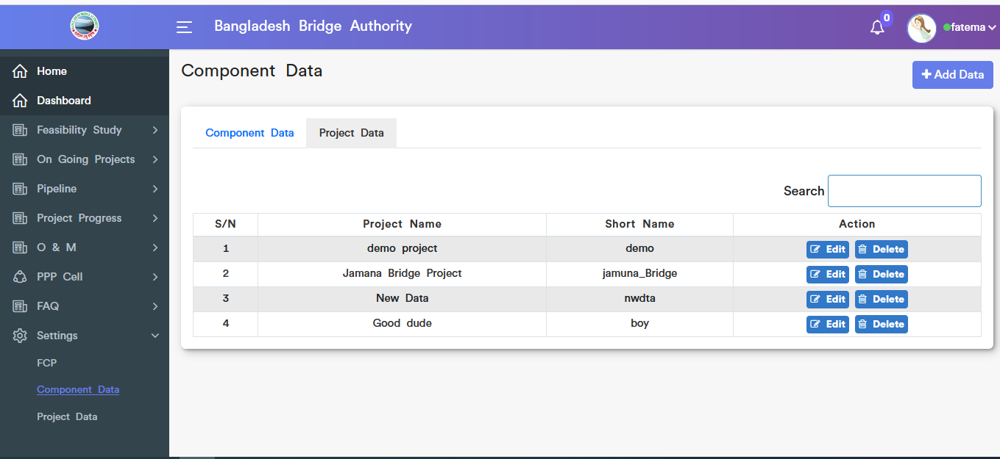 Bangladesh Bridge Authority
0
fatema
Home
Dashboard
Feasibility Study
On Going Projects
Pipeline
Project Progress
O & M
PPP Cell
FAQ
Settings
FCP
Component Data
Project Data
Component Data
Add Data
Component Data Project Data
Search
S/N Project Name Short Name Action
1 demo project demo Edit Delete
2 Jamana Bridge Project jamuna_Bridge Edit Delete
3 New Data nwdta Edit Delete
4 Good dude boy Edit Delete